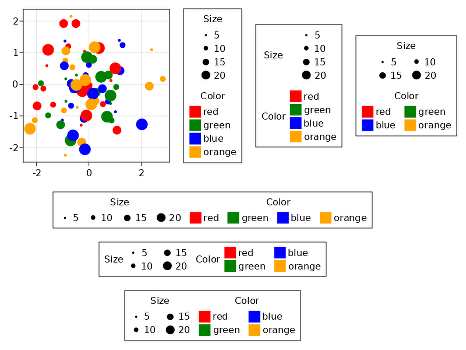 3
2
1
0
-1
-2
-2 0 2
Size
5
10
15
20
Color
red
green
blue
orange
Size
5
10
15
20
Color
red
green
blue
orange
Size
5 10
15 20
Color
red green
blue orange
Size Color
5 10 15 20 red green blue orange
Size 5 15 Color red blue
10 20 green orange
Size Color
5 15 red blue
10 20 green orange